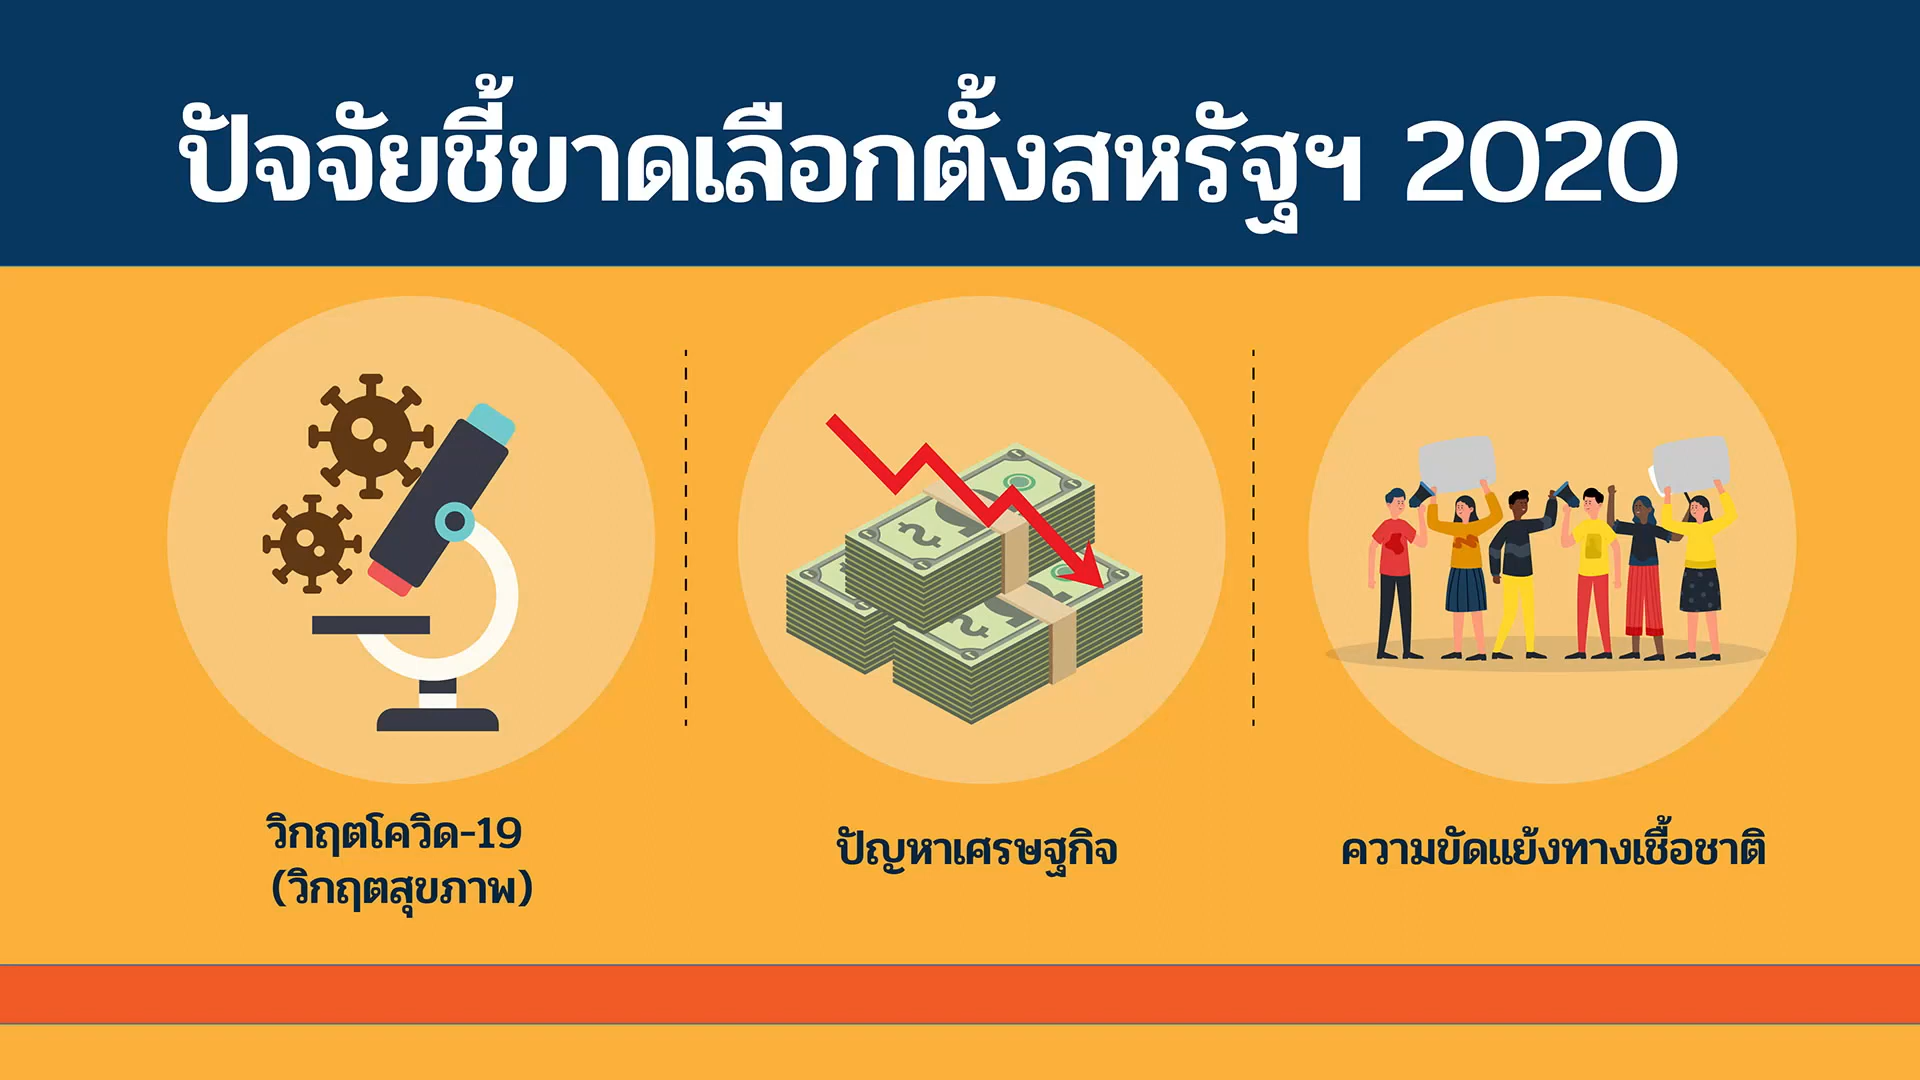 ปัจจัยชี้ขาดเลือกตั้งสหรัฐฯ 2020
วิกฤตโควิด-19
(วิกฤตสุขภาพ)
ปัญหาเศรษฐกิจ
ความขัดแย้งทางเชื้อชาติ